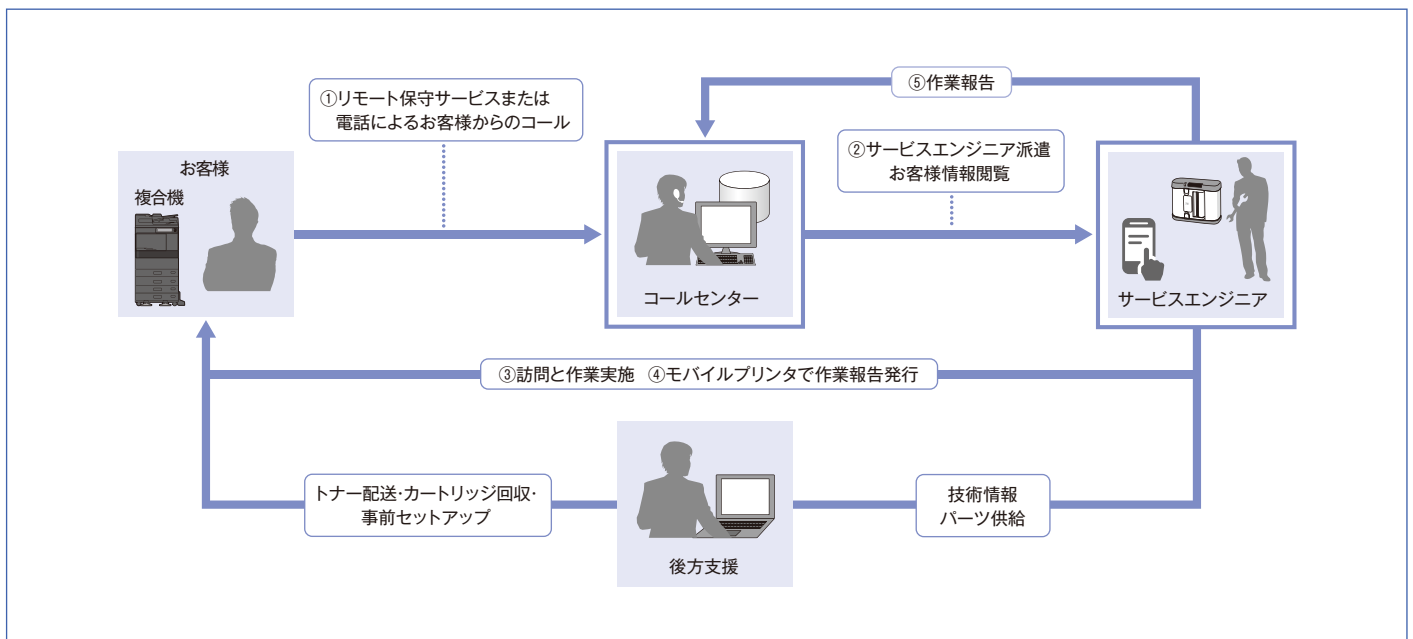 ⑤作業報告
①リモート保守サービスまたは
電話によるお客様からのコール
②サービスエンジニア派遣
お客様情報閲覧
お客様
複合機
コールセンター
サービスエンジニア
③訪問と作業実施 ④モバイルプリンタで作業報告発行
トナー配送・カートリッジ回収・
事前セットアップ
技術情報
パーツ供給
後方支援